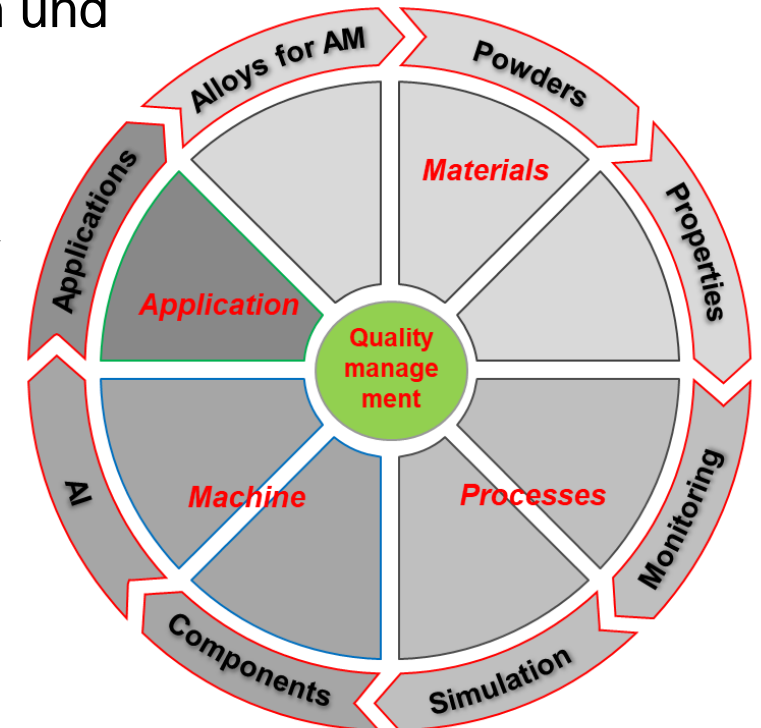 und
Alloys for AM
Powders
Materials
Properties
Applications
Application
Quality
manage
ment
AI
Machine
Processes
Monitoring
Components
Simulation